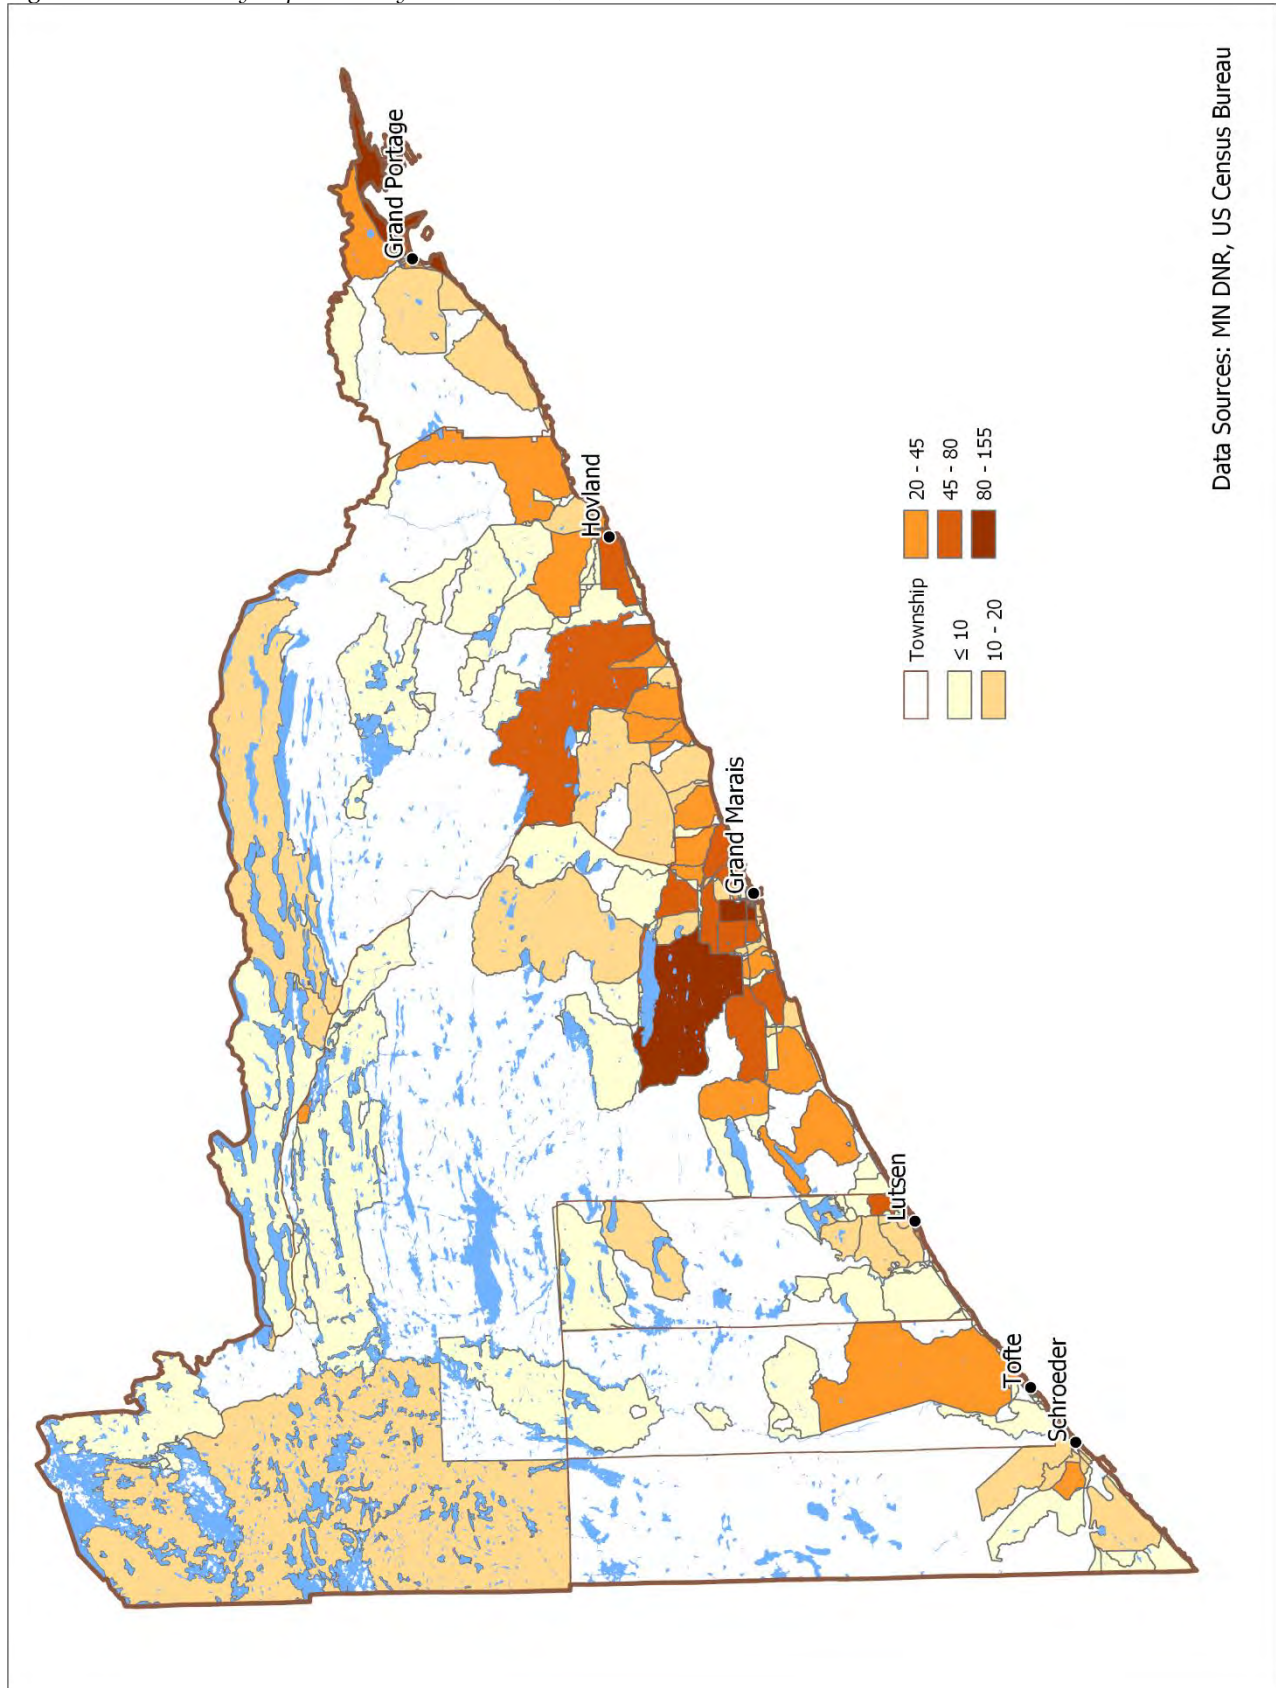 Grand Portage
Hovland
Grand Marais
Lutsen
Tofte
Schroeder
Township
≤ 10
10 - 20
20 - 45
45 - 80
80 - 155
Data Sources: MN DNR, US Census Bureau